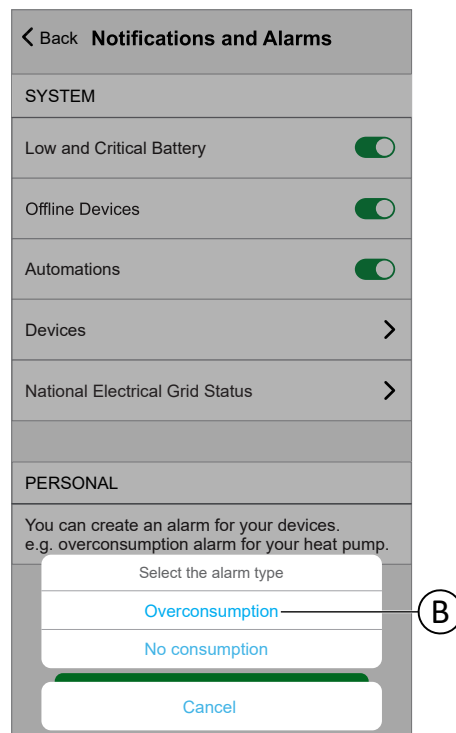 Back Notifications and Alarms
SYSTEM
Low and Critical Battery
Offline Devices
Automations
Devices
National Electrical Grid Status
PERSONAL
You can create an alarm for your devices.
e.g. overconsumption alarm for your heat pump.
Select the alarm type
Overconsumption
B
No consumption
Cancel